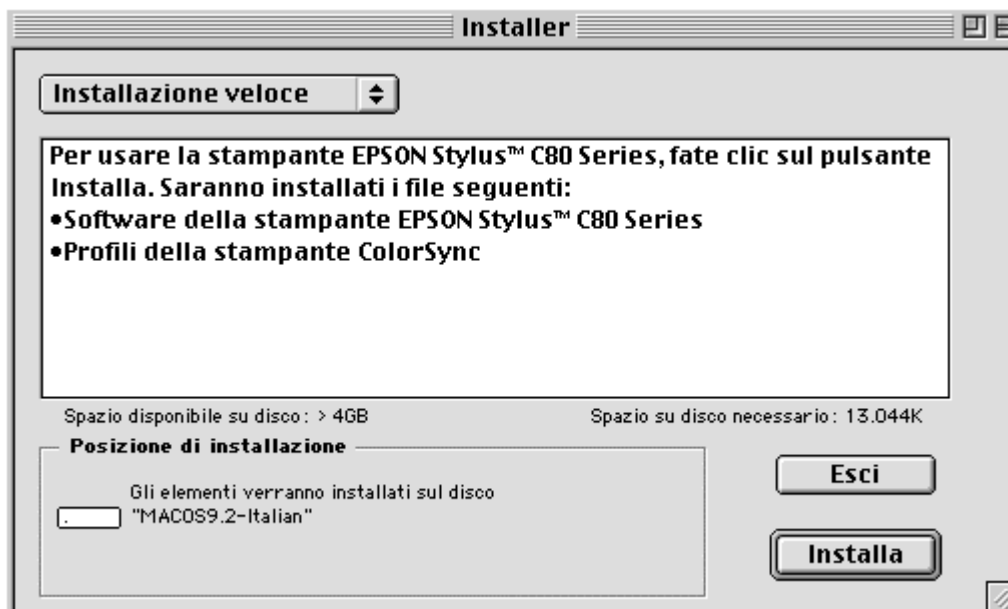 Installer
Installazione veloce
Per usare la stampante EPSON Stylus™ C80 Series, fate clic sul pulsante
Installa. Saranno installati i file seguenti:
•Software della stampante EPSON Stylus™ C80 Series
•Profili della stampante ColorSync
Spazio disponibile su disco: > 4GB
Spazio su disco necessario: 13.044K
Posizione di installazione
Gli elementi verranno installati sul disco
"MACOS9.2-Italian"
Esci
Installa